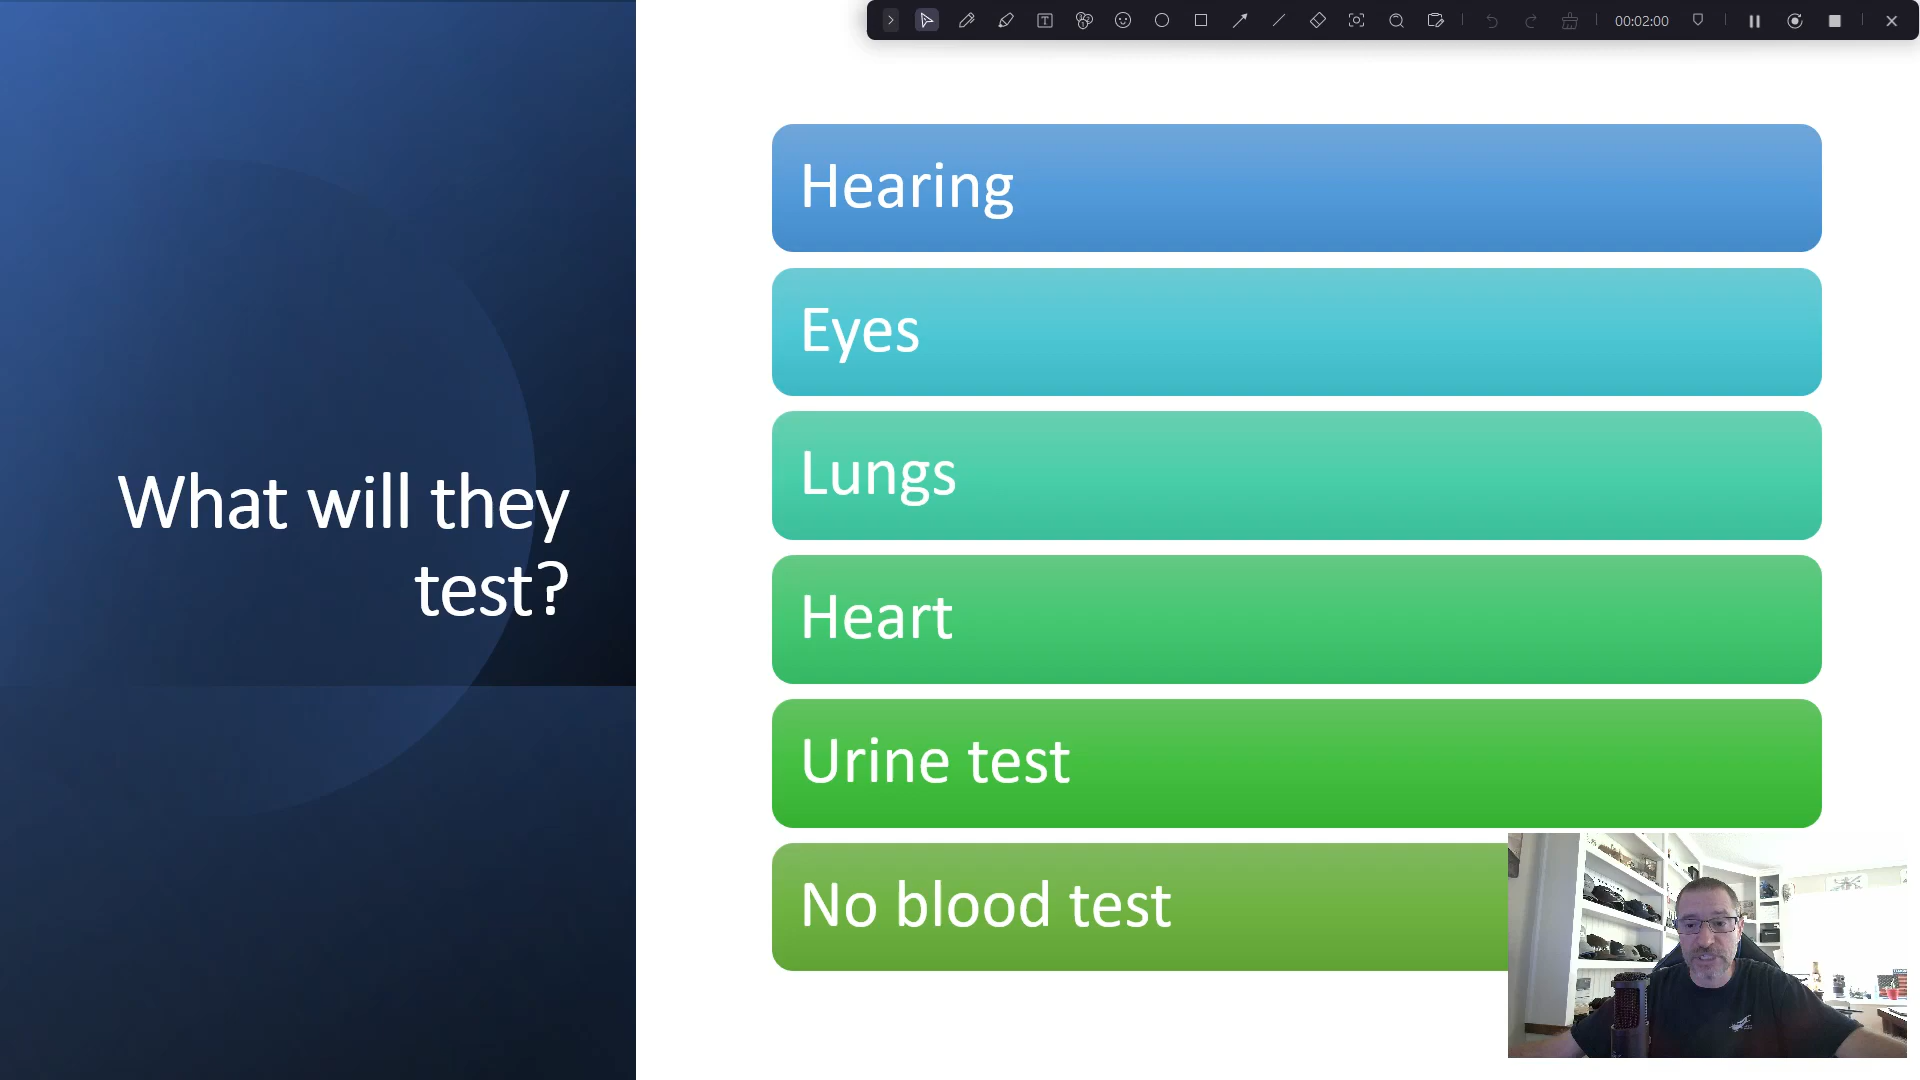 00:02:00
What will they
test?
Hearing
Eyes
Lungs
Heart
Urine test
No blood test